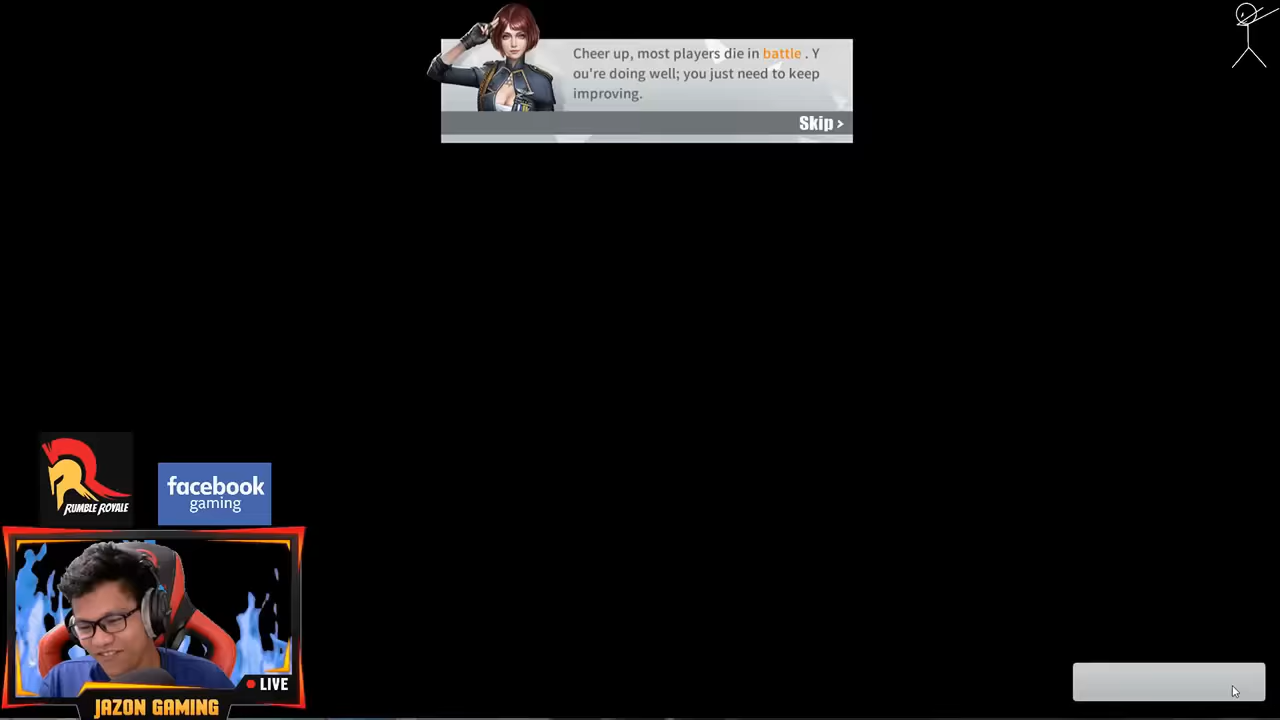 Cheer up, most players die in battle . Y
ou're doing well; you just need to keep
improving.
Skip >
RUMBLE ROYALE
facebook
gaming
LIVE
JAZON GAMING